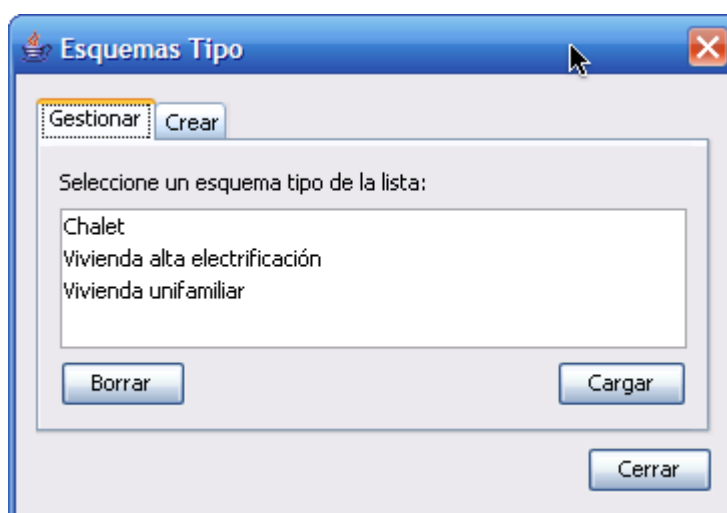 Esquemas Tipo
Gestionar Crear
Seleccione un esquema tipo de la lista:
Chalet
Vivienda alta electrificación
Vivienda unifamiliar
Borrar Cargar
Cerrar